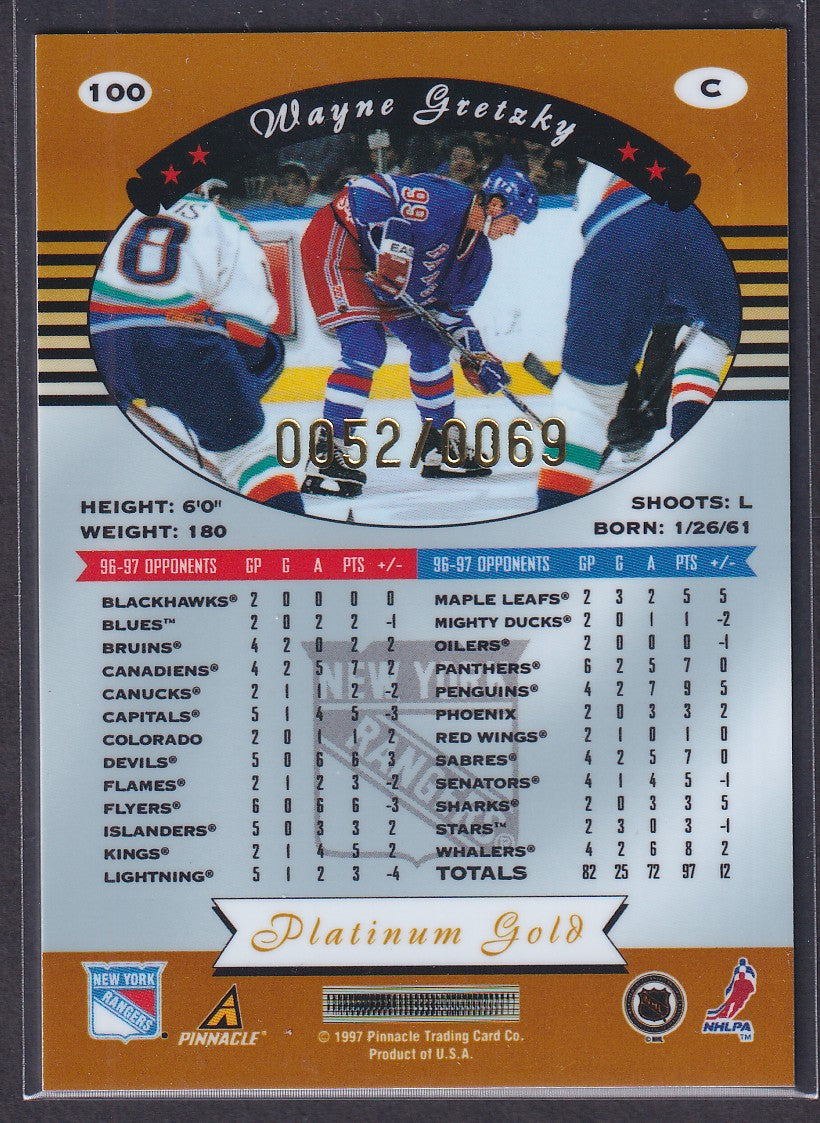 100
C
Wayne Gretzky
8
99
EAS
0052/0069
HEIGHT: 6'0"
SHOOTS: L
WEIGHT: 180
BORN: 1/26/61
96-97 OPPONENTS GP G A PTS +/-
BLACKHAWKS® 2 0 0 0 0
BLUES™ 2 0 2 2 -1
BRUINS® 4 2 0 2 2
CANADIENS® 4 2 5 7 2
CANUCKS® 2 1 1 2 -2
CAPITALS® 5 1 4 5 -3
COLORADO 2 0 1 1 2
DEVILS® 5 0 6 6 3
FLAMES® 2 1 2 3 -2
FLYERS® 6 0 6 6 -3
ISLANDERS® 5 0 3 3 2
KINGS® 2 1 4 5 2
LIGHTNING® 5 1 2 3 -4
96-97 OPPONENTS GP G A PTS +/-
MAPLE LEAFS® 2 3 2 5 5
MIGHTY DUCKS® 2 0 1 1 -2
OILERS® 2 0 0 0 -1
PANTHERS® 6 2 5 7 0
PENGUINS® 4 2 7 9 5
PHOENIX 2 0 3 3 2
RED WINGS® 2 1 0 1 0
SABRES® 4 2 5 7 0
SENATORS® 4 1 4 5 -1
SHARKS® 2 0 3 3 5
STARS™ 2 3 0 3 -1
WHALERS® 4 2 6 8 2
TOTALS 82 25 72 97 12
NEW YORK
RANGERS
®
Platinum Gold
NEW YORK
RANGERS
®
PINNACLE®
© 1997 Pinnacle Trading Card Co.
Product of U.S.A.
NHL
© NHL
NHLPA
™